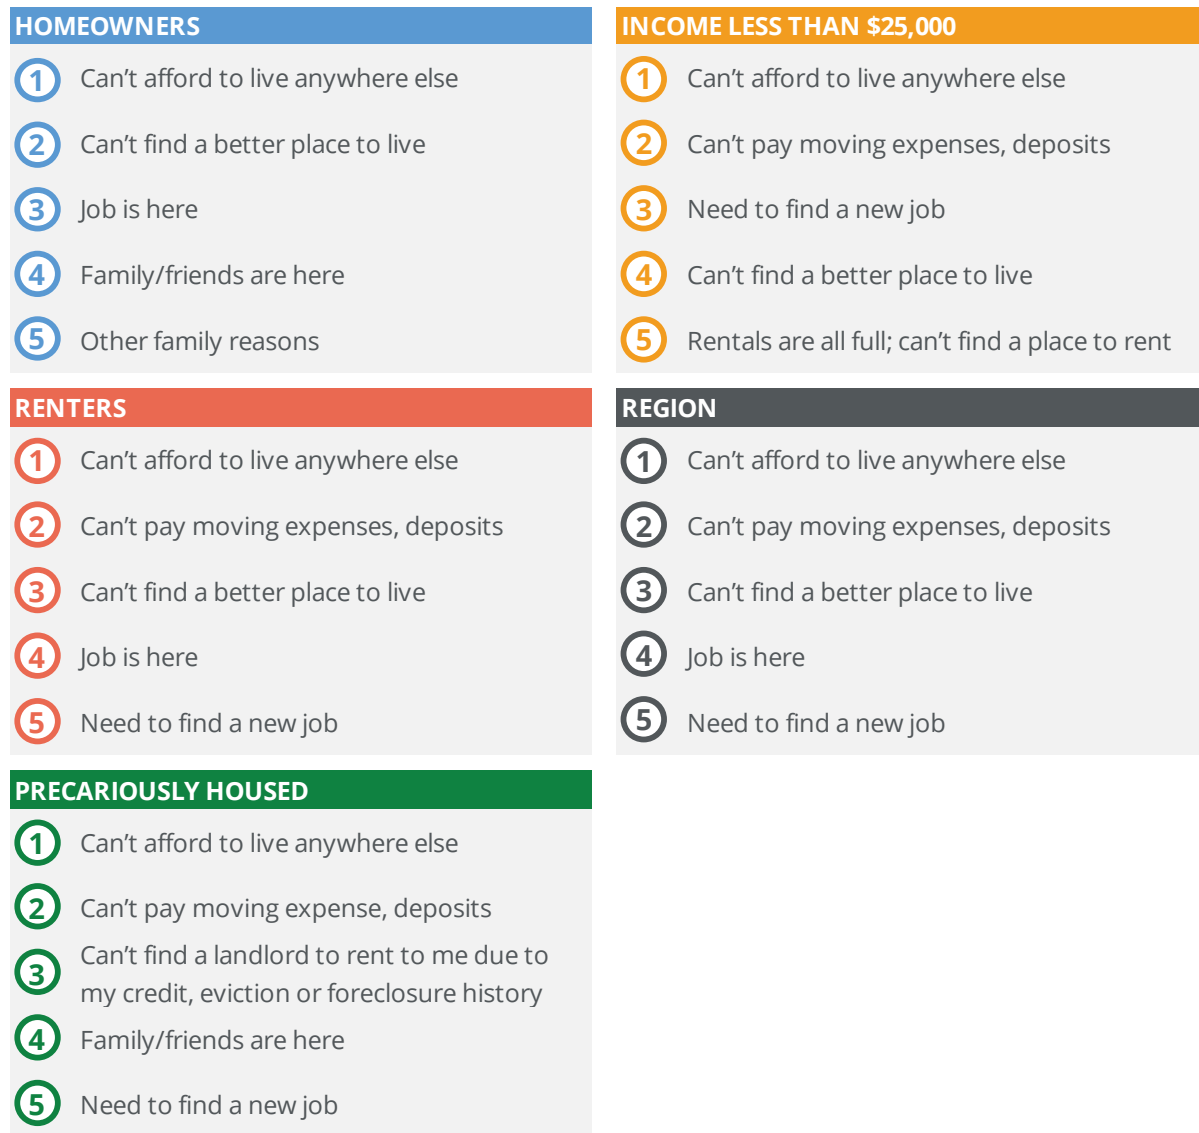 HOMEOWNERS
1 Can’t afford to live anywhere else
2 Can’t find a better place to live
3 Job is here
4 Family/friends are here
5 Other family reasons
INCOME LESS THAN $25,000
1 Can’t afford to live anywhere else
2 Can’t pay moving expenses, deposits
3 Need to find a new job
4 Can’t find a better place to live
5 Rentals are all full; can’t find a place to rent
RENTERS
1 Can’t afford to live anywhere else
2 Can’t pay moving expenses, deposits
3 Can’t find a better place to live
4 Job is here
5 Need to find a new job
REGION
1 Can’t afford to live anywhere else
2 Can’t pay moving expenses, deposits
3 Can’t find a better place to live
4 Job is here
5 Need to find a new job
PRECARIOUSLY HOUSED
1 Can’t afford to live anywhere else
2 Can’t pay moving expense, deposits
3 Can’t find a landlord to rent to me due to
my credit, eviction or foreclosure history
4 Family/friends are here
5 Need to find a new job